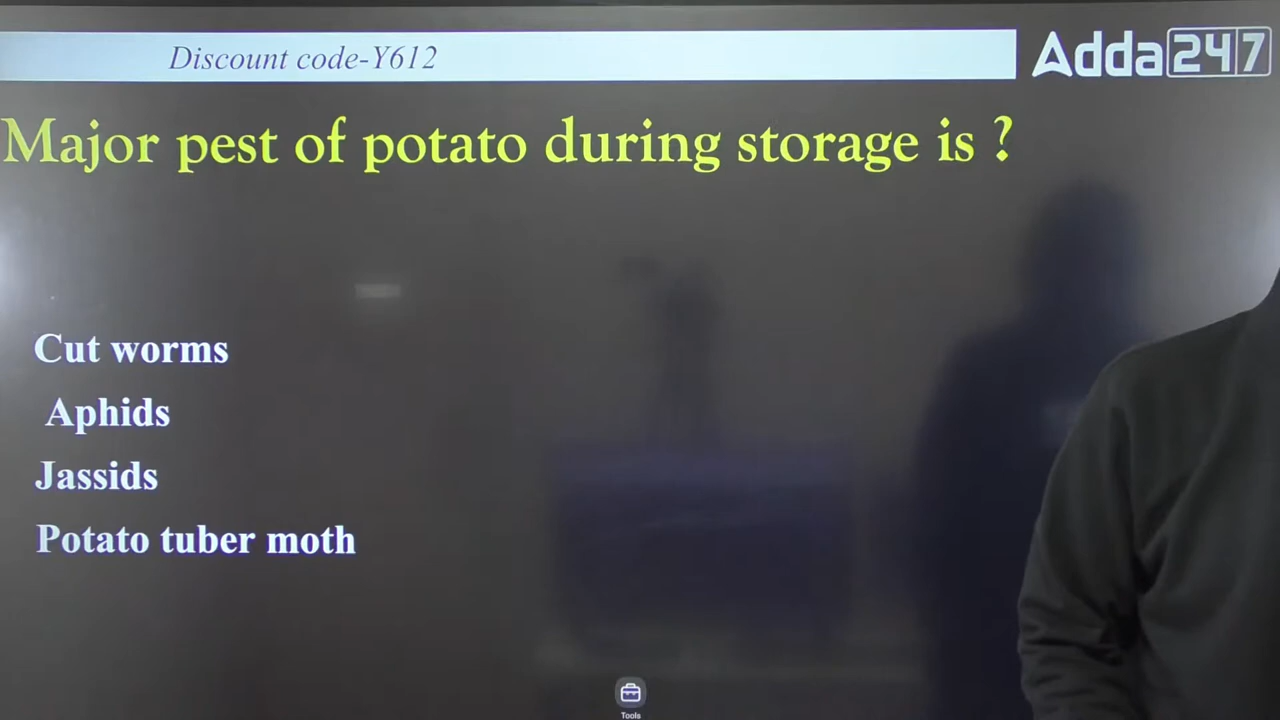 Discount code-Y612
Adda247
Major pest of potato during storage is ?
Cut worms
Aphids
Jassids
Potato tuber moth
Tools